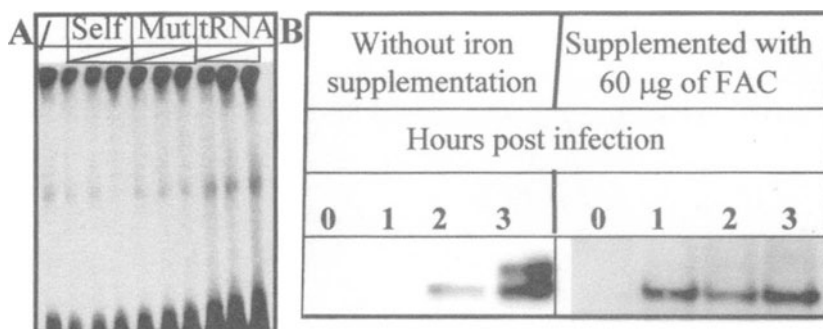 A / Self Mut. tRNA
B
Without iron supplementation
Supplemented with 60 µg of FAC
Hours post infection
0 1 2 3 0 1 2 3